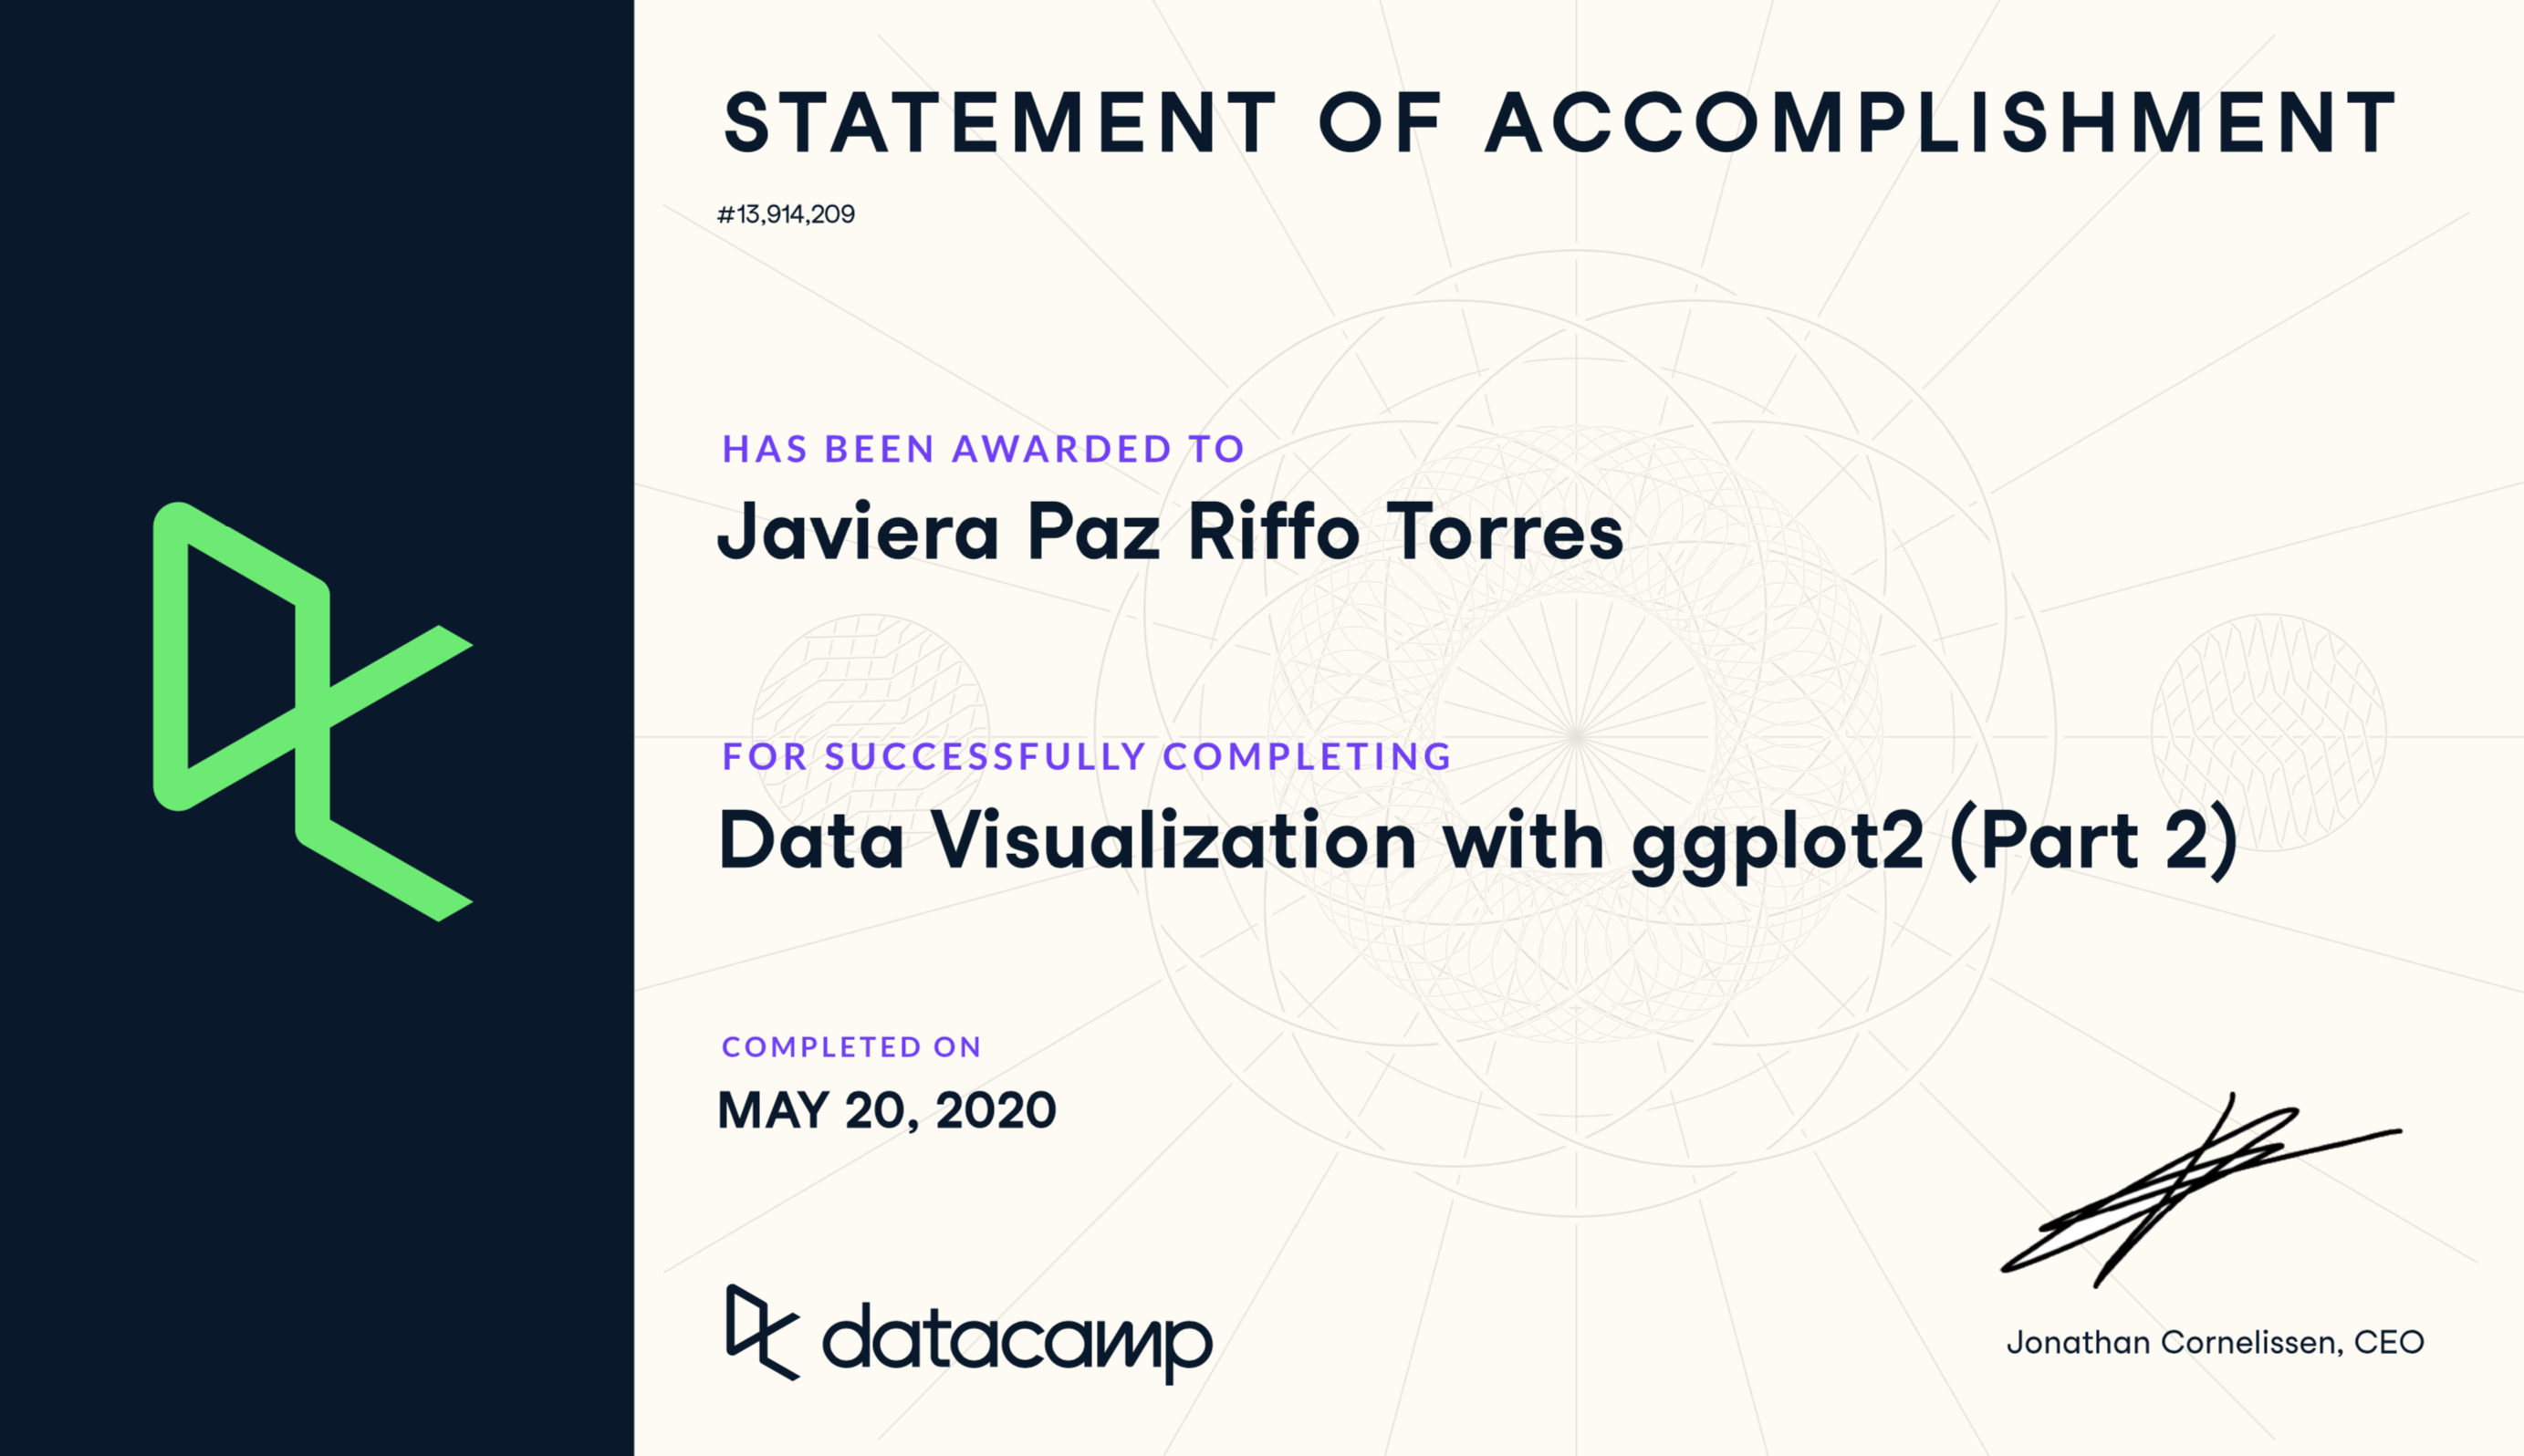 STATEMENT OF ACCOMPLISHMENT
#13,914,209
HAS BEEN AWARDED TO
Javiera Paz Riffo Torres
FOR SUCCESSFULLY COMPLETING
Data Visualization with ggplot2 (Part 2)
COMPLETED ON
MAY 20, 2020
datacamp
Jonathan Cornelissen, CEO